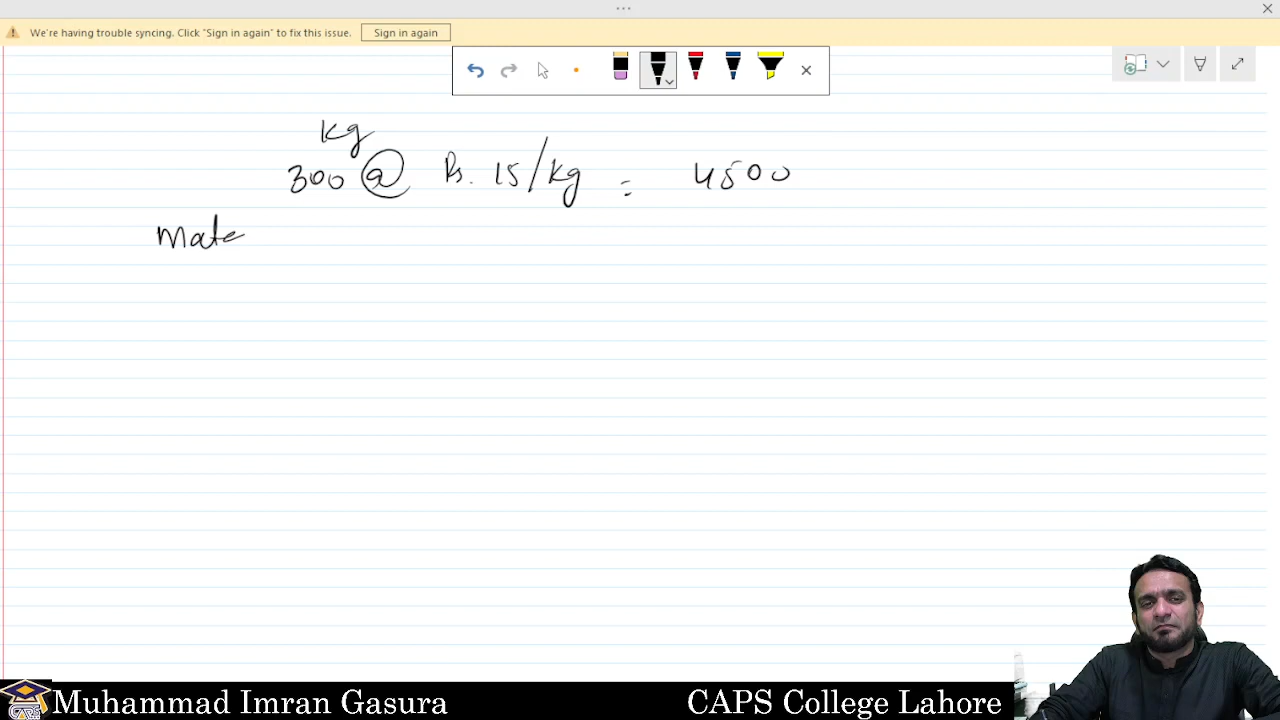 We're having trouble syncing. Click "Sign in again" to fix this issue. Sign in again
kg
300 @ Rs. 15/kg = 4500
Mate
Muhammad Imran Gasura CAPS College Lahore